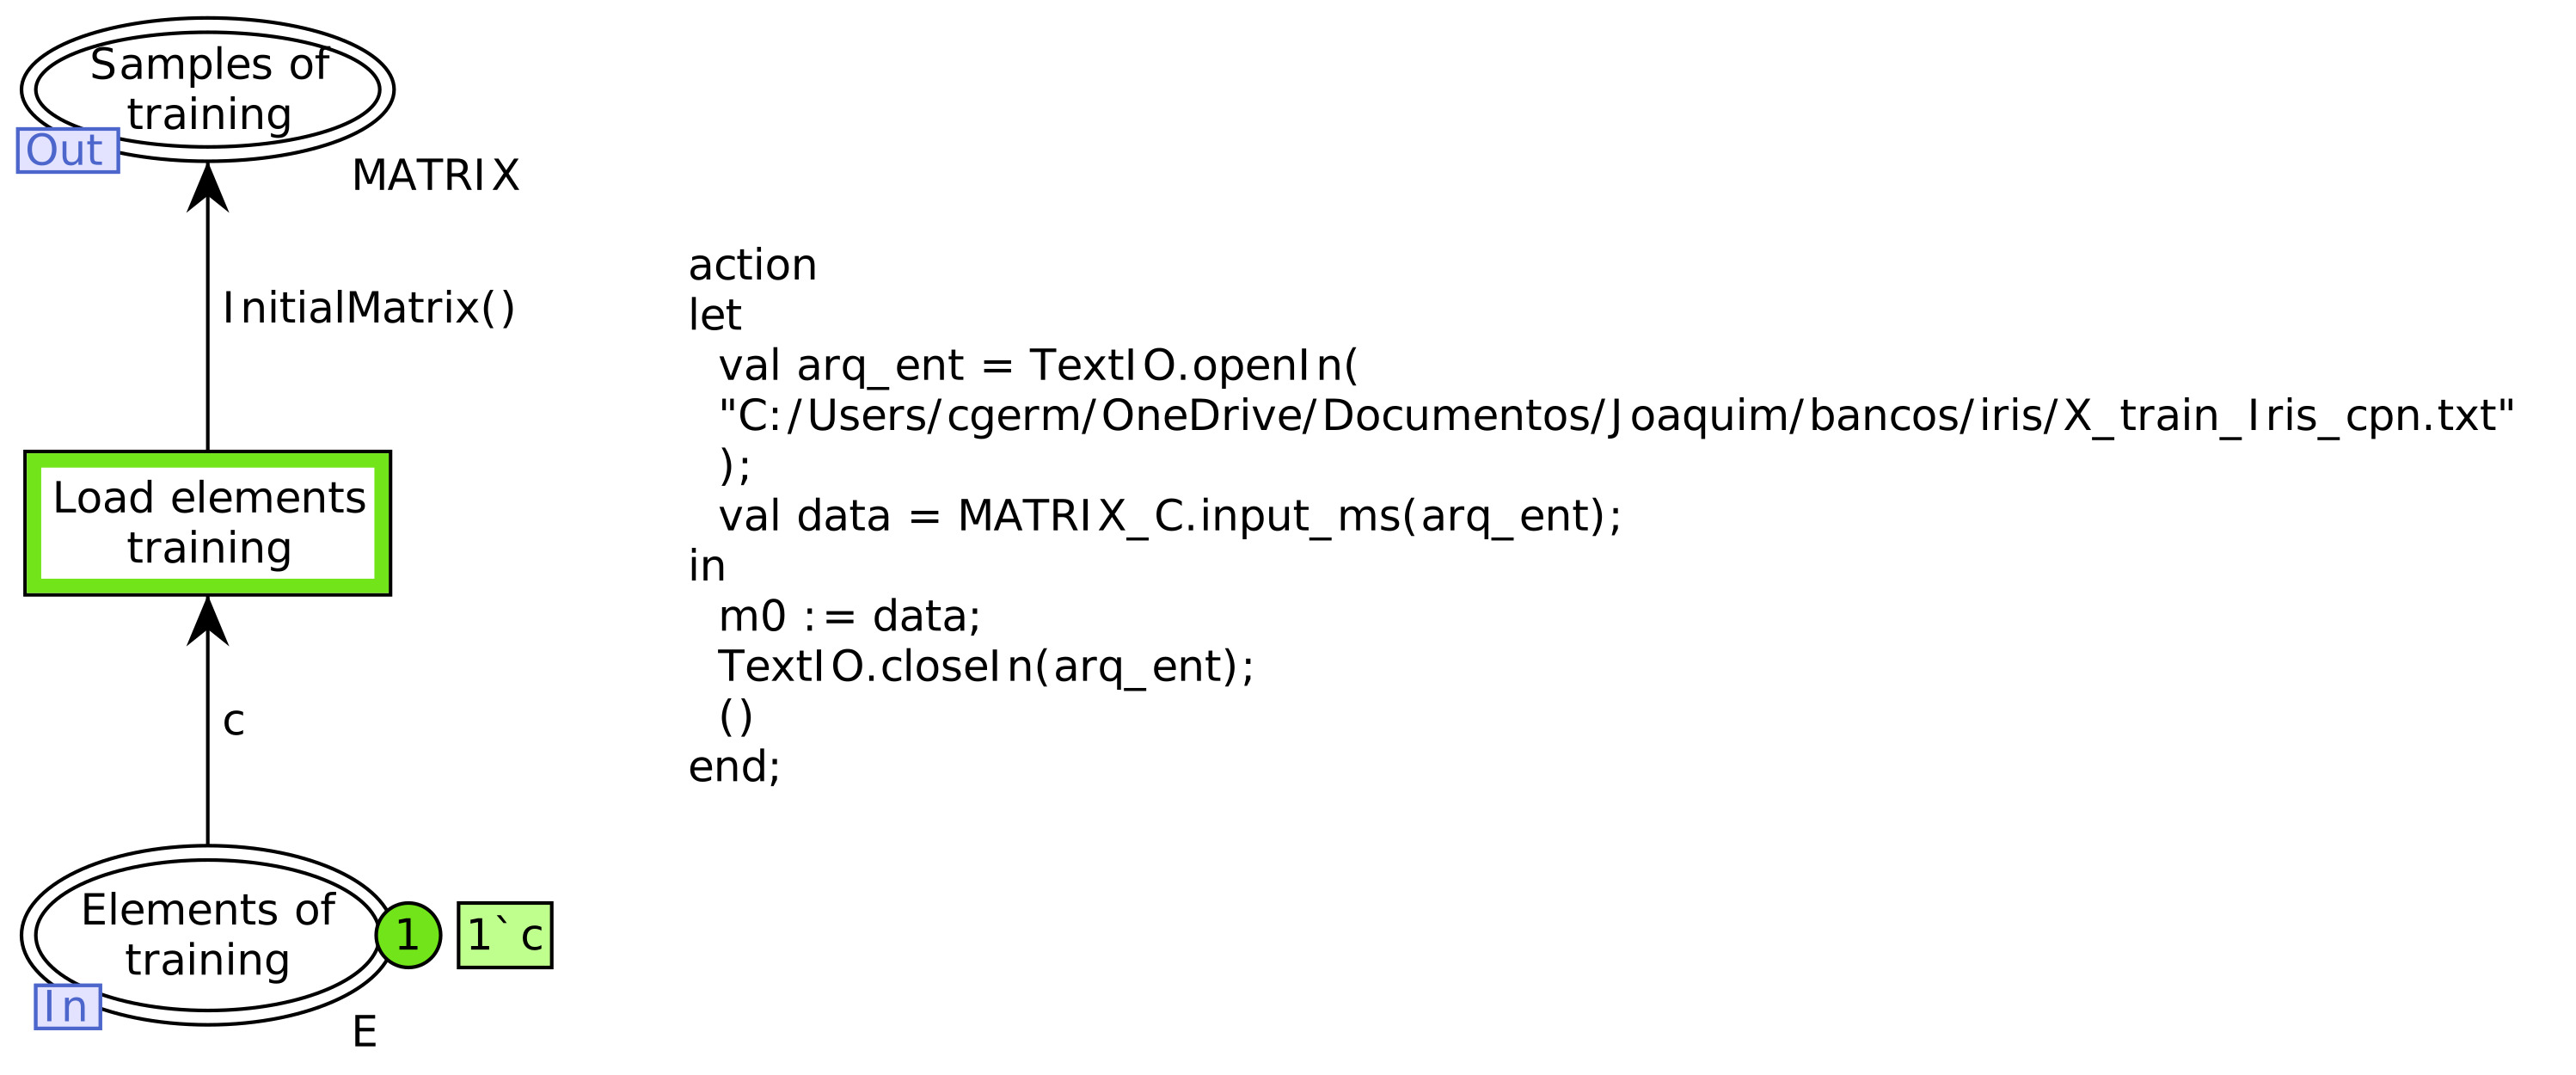 Samples of
training
Out
MATRIX
InitialMatrix()
action
let
val arq_ent = TextIO.openIn(
"C:/Users/cgerm/OneDrive/Documentos/Joaquim/bancos/iris/X_train_Iris_cpn.txt"
);
val data = MATRIX_C.input_ms(arq_ent);
in
m0 := data;
TextIO.closeIn(arq_ent);
()
end;
Load elements
training
c
Elements of
training
1
1`c
In
E